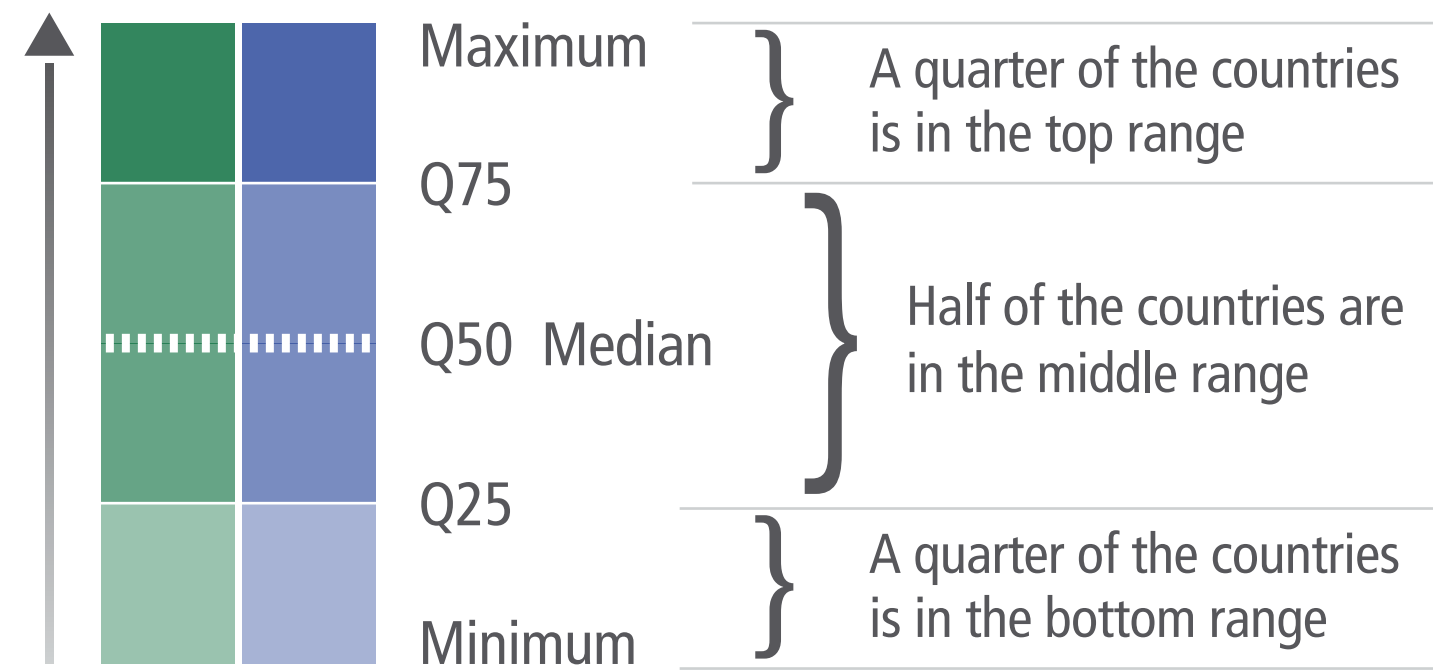 Maximum
A quarter of the countries
is in the top range
Q75
Q50 Median
Half of the countries are
in the middle range
Q25
A quarter of the countries
is in the bottom range
Minimum